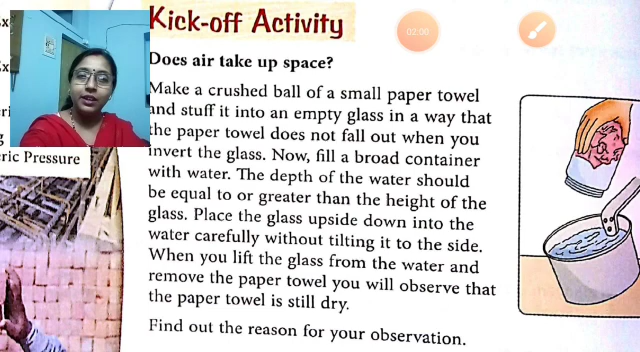 Kick-off Activity
02:00
Does air take up space?
Make a crushed ball of a small paper towel
and stuff it into an empty glass in a way that
the paper towel does not fall out when you
invert the glass. Now, fill a broad container
with water. The depth of the water should
be equal to or greater than the height of the
glass. Place the glass upside down into the
water carefully without tilting it to the side.
When you lift the glass from the water and
remove the paper towel you will observe that
the paper towel is still dry.
Find out the reason for your observation.
Pressure